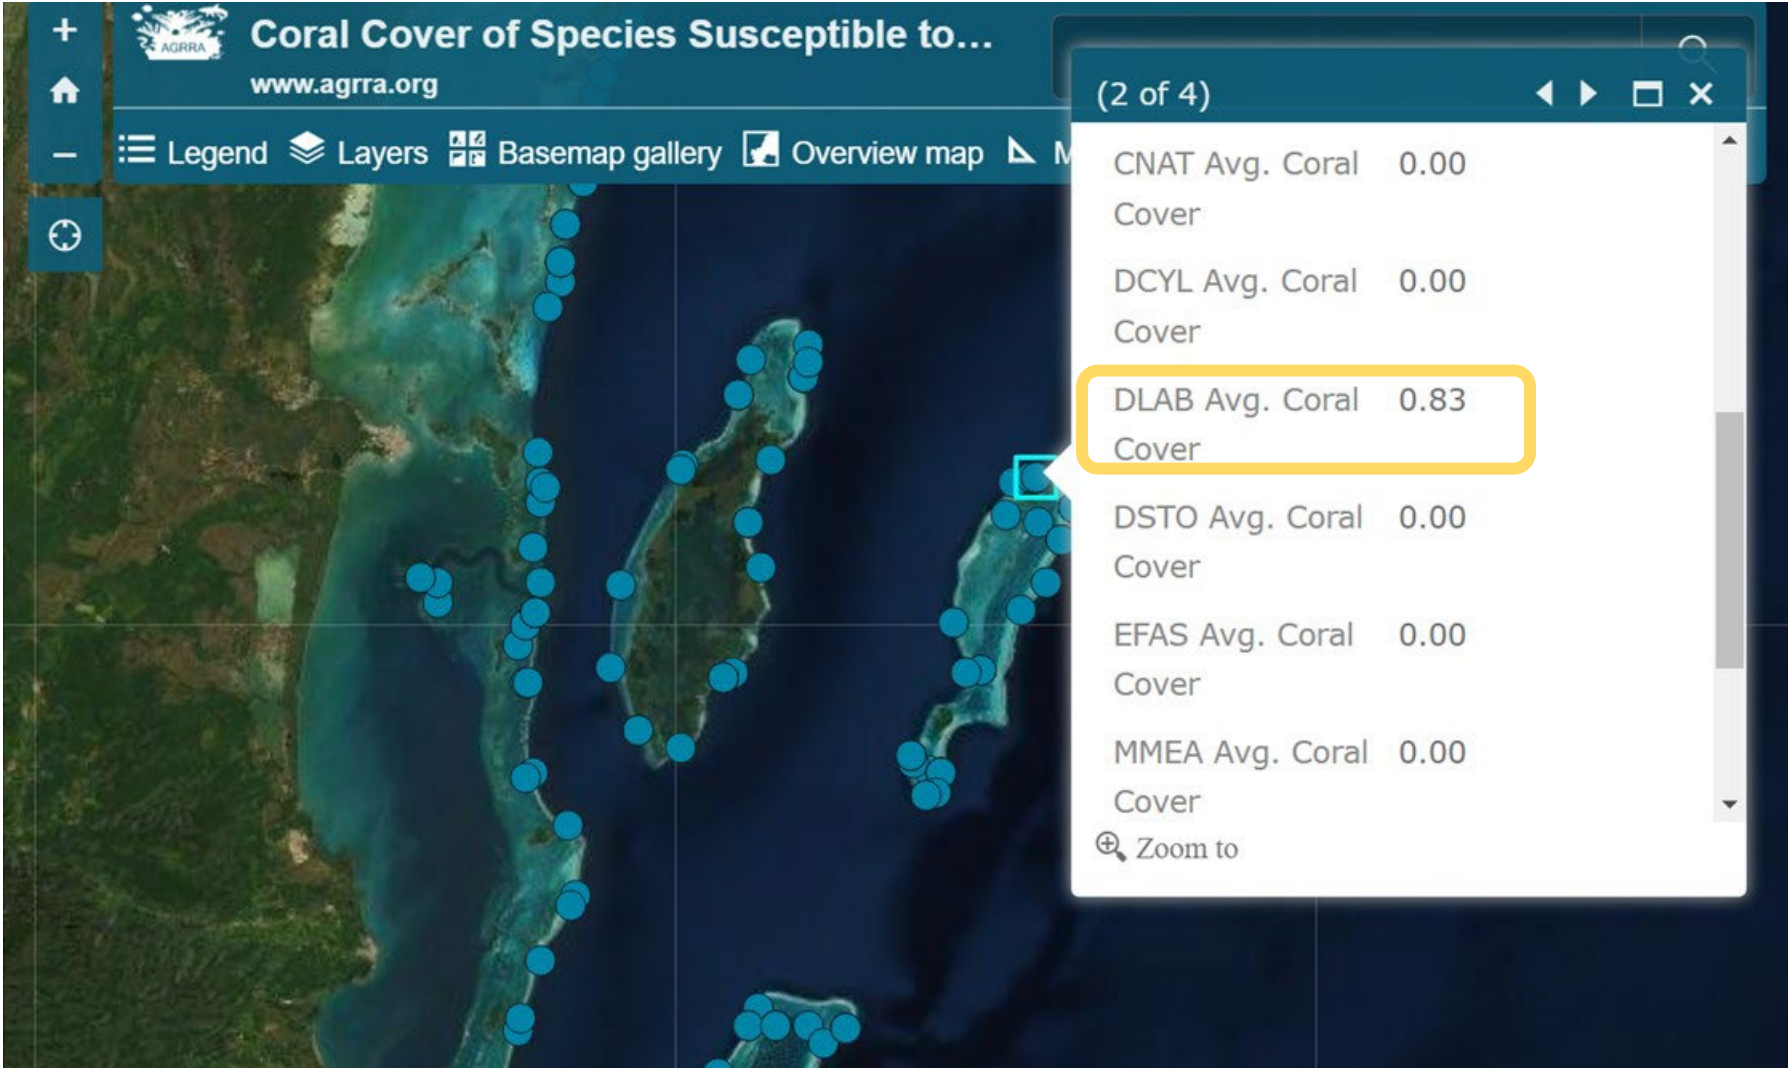 AGRRA
Coral Cover of Species Susceptible to...
www.agrra.org
Legend Layers Basemap gallery Overview map M
(2 of 4)
CNAT Avg. Coral 0.00
Cover
DCYL Avg. Coral 0.00
Cover
DLAB Avg. Coral 0.83
Cover
DSTO Avg. Coral 0.00
Cover
EFAS Avg. Coral 0.00
Cover
MMEA Avg. Coral 0.00
Cover
Zoom to